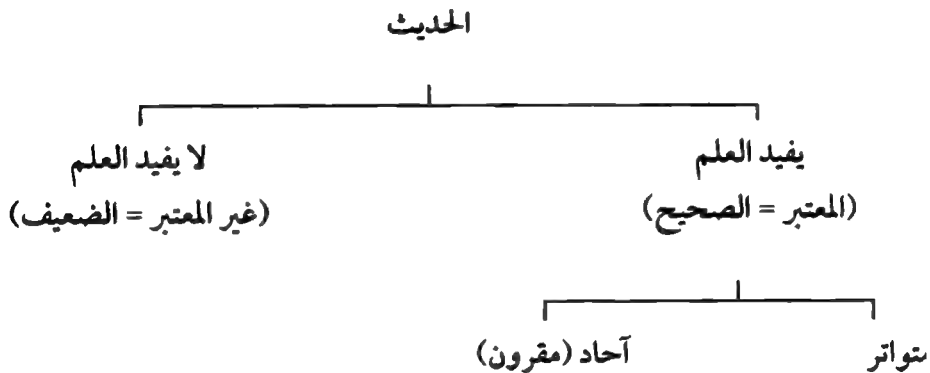 الحديث
يفيد العلم
(المعتبر = الصحيح)
لا يفيد العلم
(غير المعتبر = الضعيف)
متواتر
آحاد (مقرون)